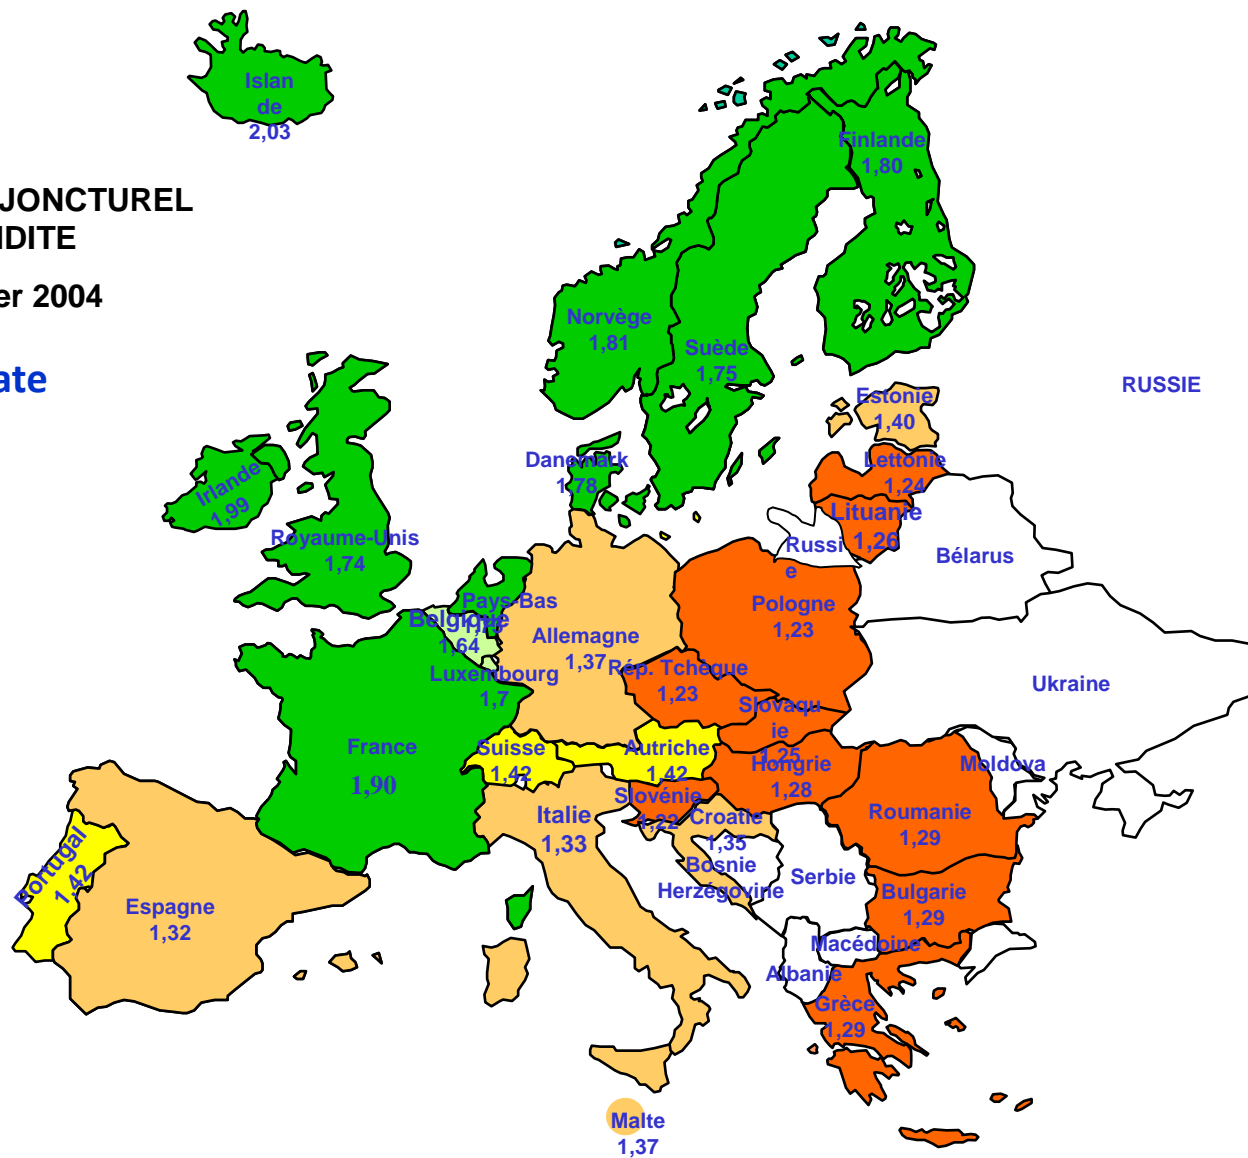 Islan
de
2,03
JONCTUREL
NDITE
er 2004
ate
Finlande
1,80
Norvège
1,81
Suède
1,75
RUSSIE
Estonie
1,40
Danemark
1,78
Lettonie
1,24
Irlande
1,99
Lituanie
1,26
Royaume-Unis
1,74
Russi
e
Bélarus
Pays-Bas
Belgique
1,64
Pologne
1,23
Allemagne
1,37
Luxembourg
1,7
Rép. Tchèque
1,23
Ukraine
Slovaqu
ie
1,25
France
1,90
Suisse
1,42
Autriche
1,42
Hongrie
1,28
Moldova
Slovénie
1,22
Italie
1,33
Croatie
1,35
Roumanie
1,29
Bosnie
Herzégovine
Serbie
Portugal
1,42
Espagne
1,32
Bulgarie
1,29
Macédoine
Albanie
Grèce
1,29
Malte
1,37